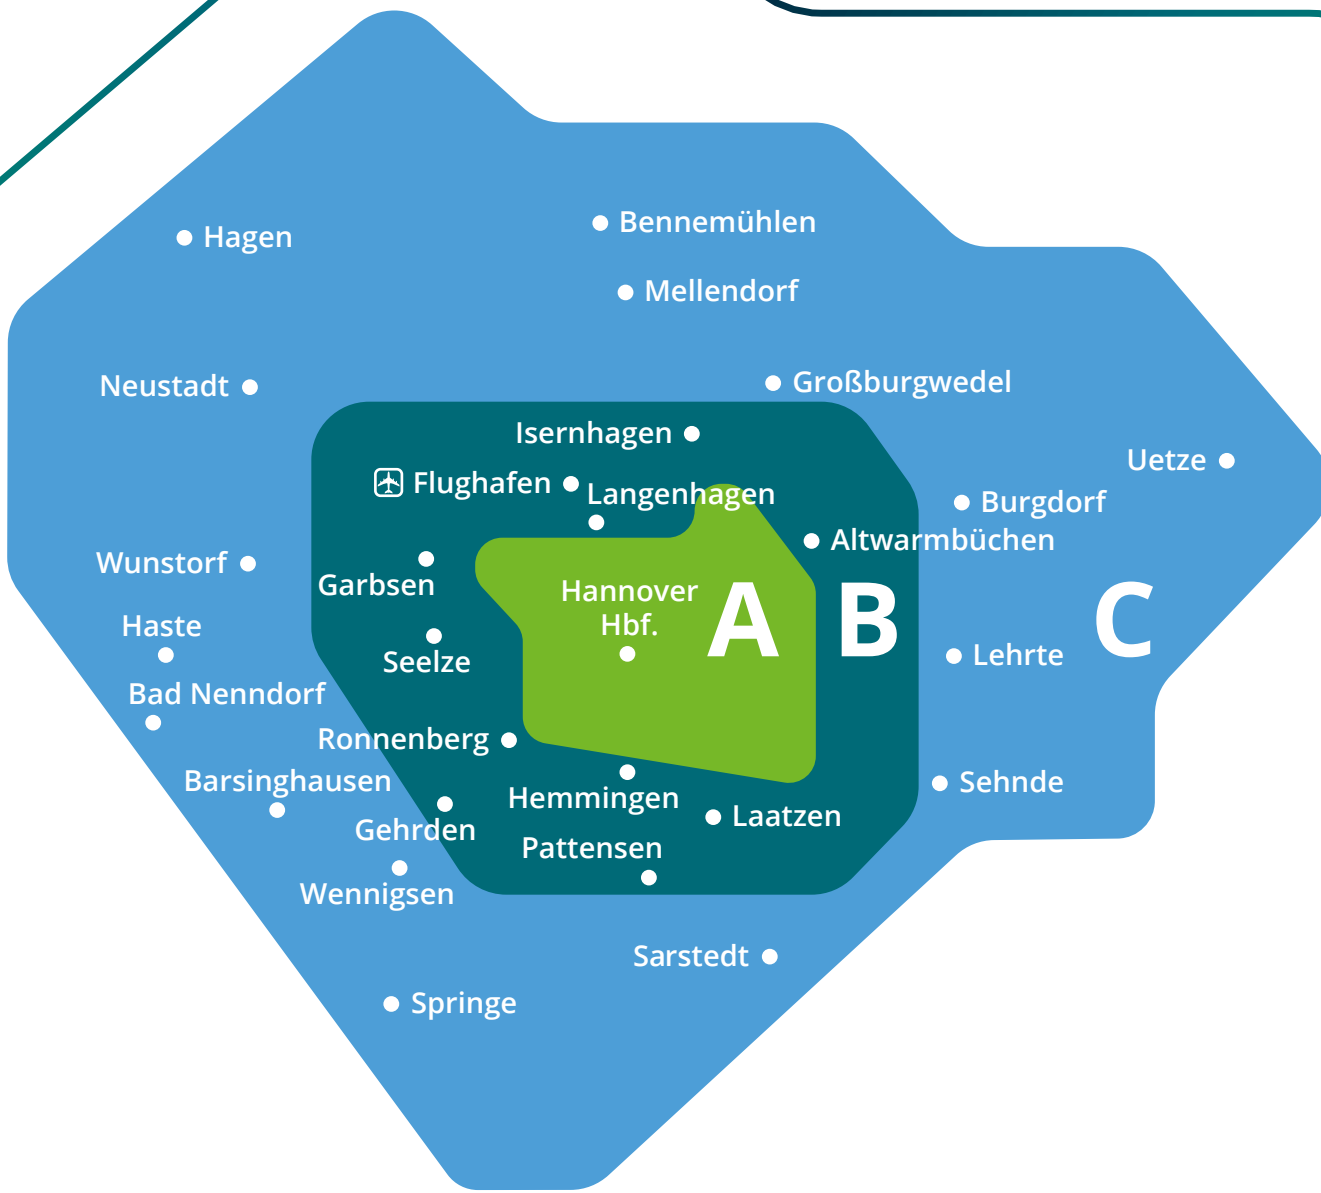 Bennemühlen
Hagen
Mellendorf
Großburgwedel
Neustadt
Isernhagen
Uetze
Flughafen
Langenhagen
Burgdorf
Altwarmbüchen
Wunstorf
Garbsen
Hannover
Hbf.
A
B
C
Haste
Seelze
Lehrte
Bad Nenndorf
Ronnenberg
Barsinghausen
Sehnde
Hemmingen
Laatzen
Gehrden
Pattensen
Wennigsen
Sarstedt
Springe